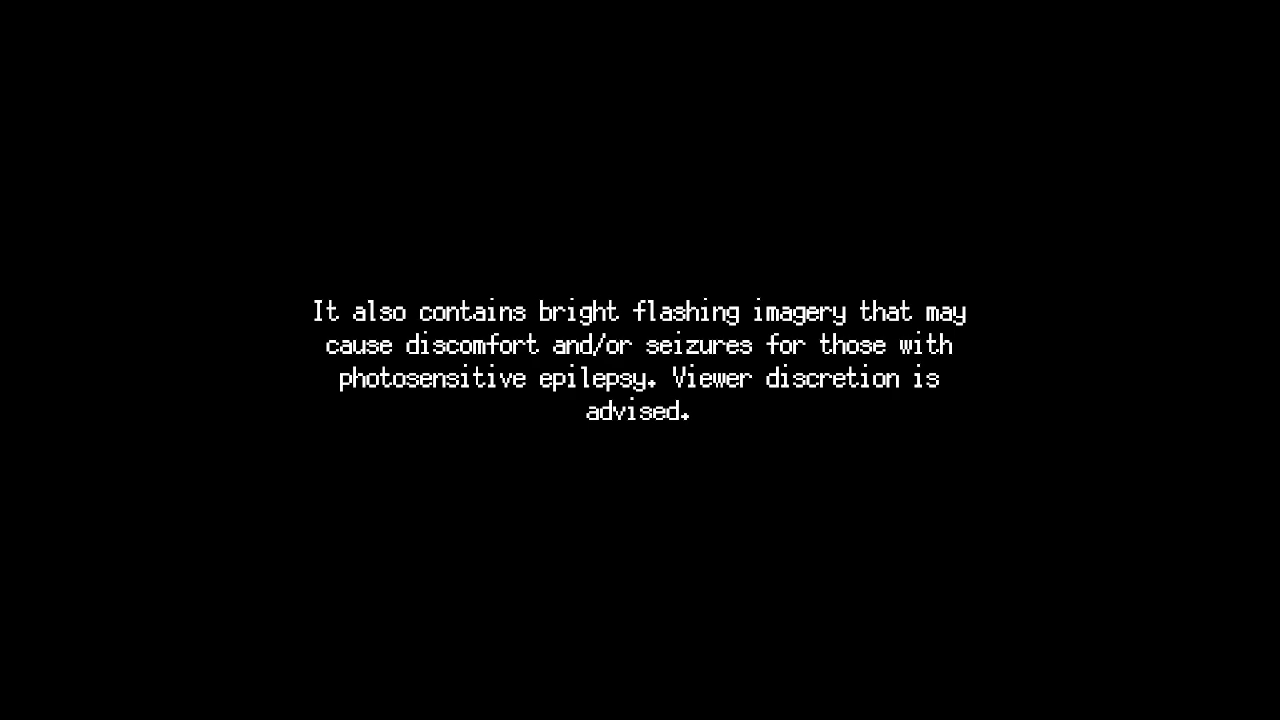 It also contains bright flashing imagery that may
cause discomfort and/or seizures for those with
photosensitive epilepsy. Viewer discretion is
advised.